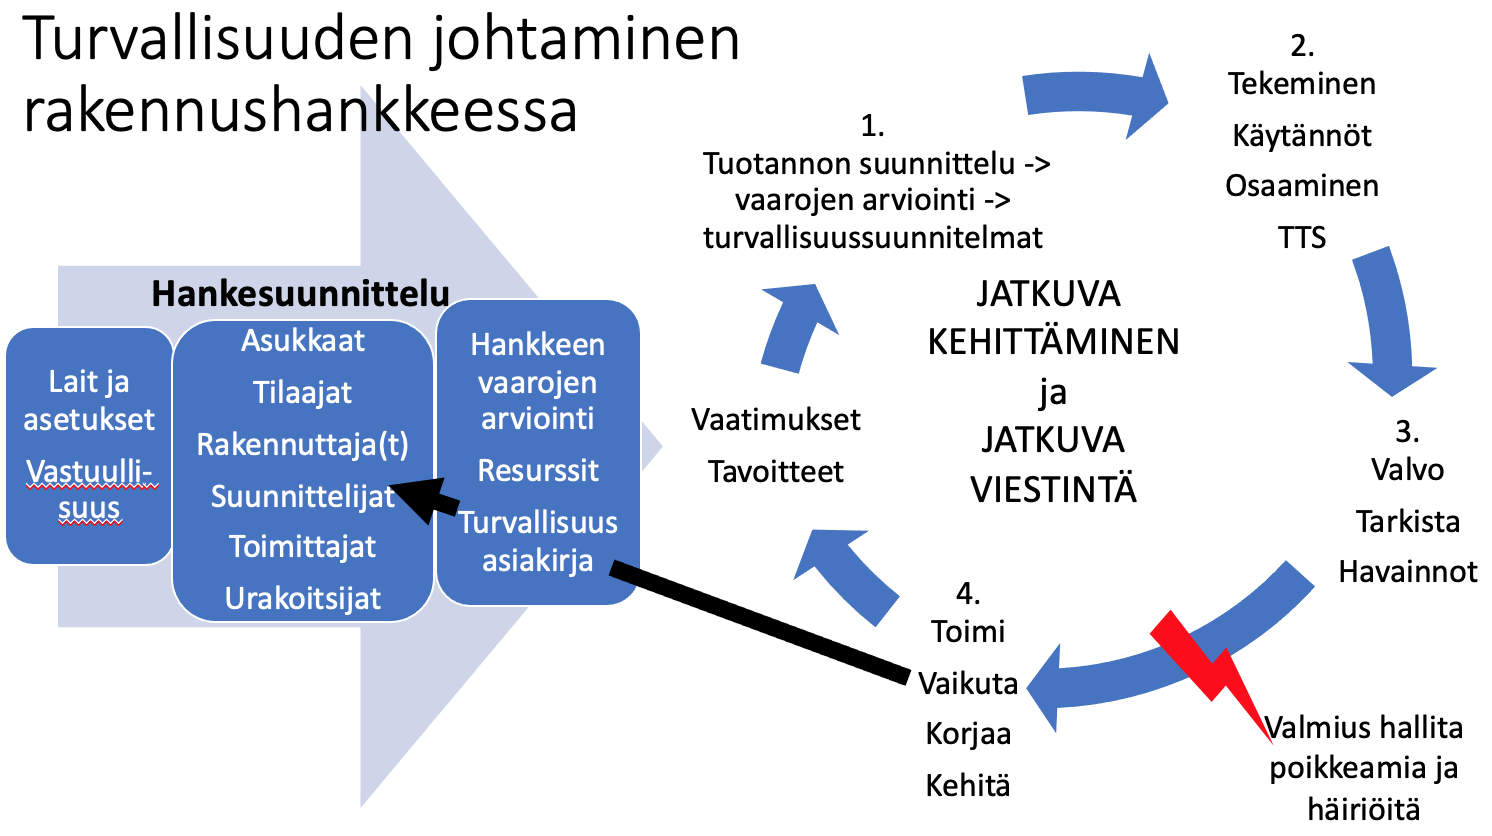 Turvallisuuden johtaminen
rakennushankkeessa
Hankesuunnittelu
Lait ja
asetukset
Vastuulli-
suus
Asukkaat
Tilaajat
Rakennuttaja(t)
Suunnittelijat
Toimittajat
Urakoitsijat
Hankkeen
vaarojen
arviointi
Resurssit
Turvallisuus
asiakirja
Vaatimukset
Tavoitteet
1.
Tuotannon suunnittelu ->
vaarojen arviointi ->
turvallisuussuunnitelmat
2.
Tekeminen
Käytännöt
Osaaminen
TTS
JATKUVA
KEHITTÄMINEN
ja
JATKUVA
VIESTINTÄ
3.
Valvo
Tarkista
Havainnot
4.
Toimi
Vaikuta
Korjaa
Kehitä
Valmius hallita
poikkeamia ja
häiriöitä